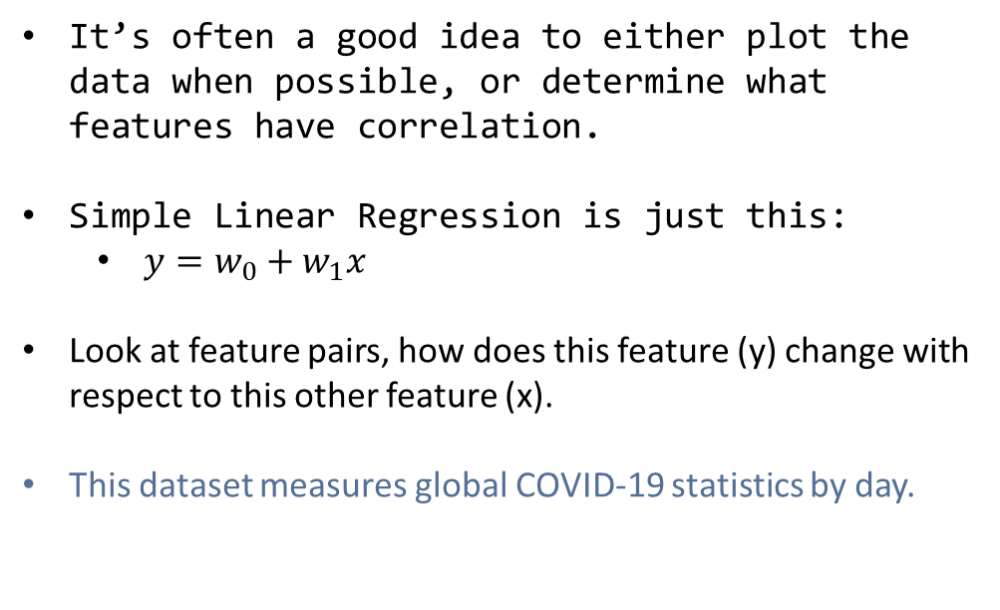 • It’s often a good idea to either plot the
data when possible, or determine what
features have correlation.
• Simple Linear Regression is just this:
• y = w₀ + w₁x
• Look at feature pairs, how does this feature (y) change with
respect to this other feature (x).
• This dataset measures global COVID-19 statistics by day.